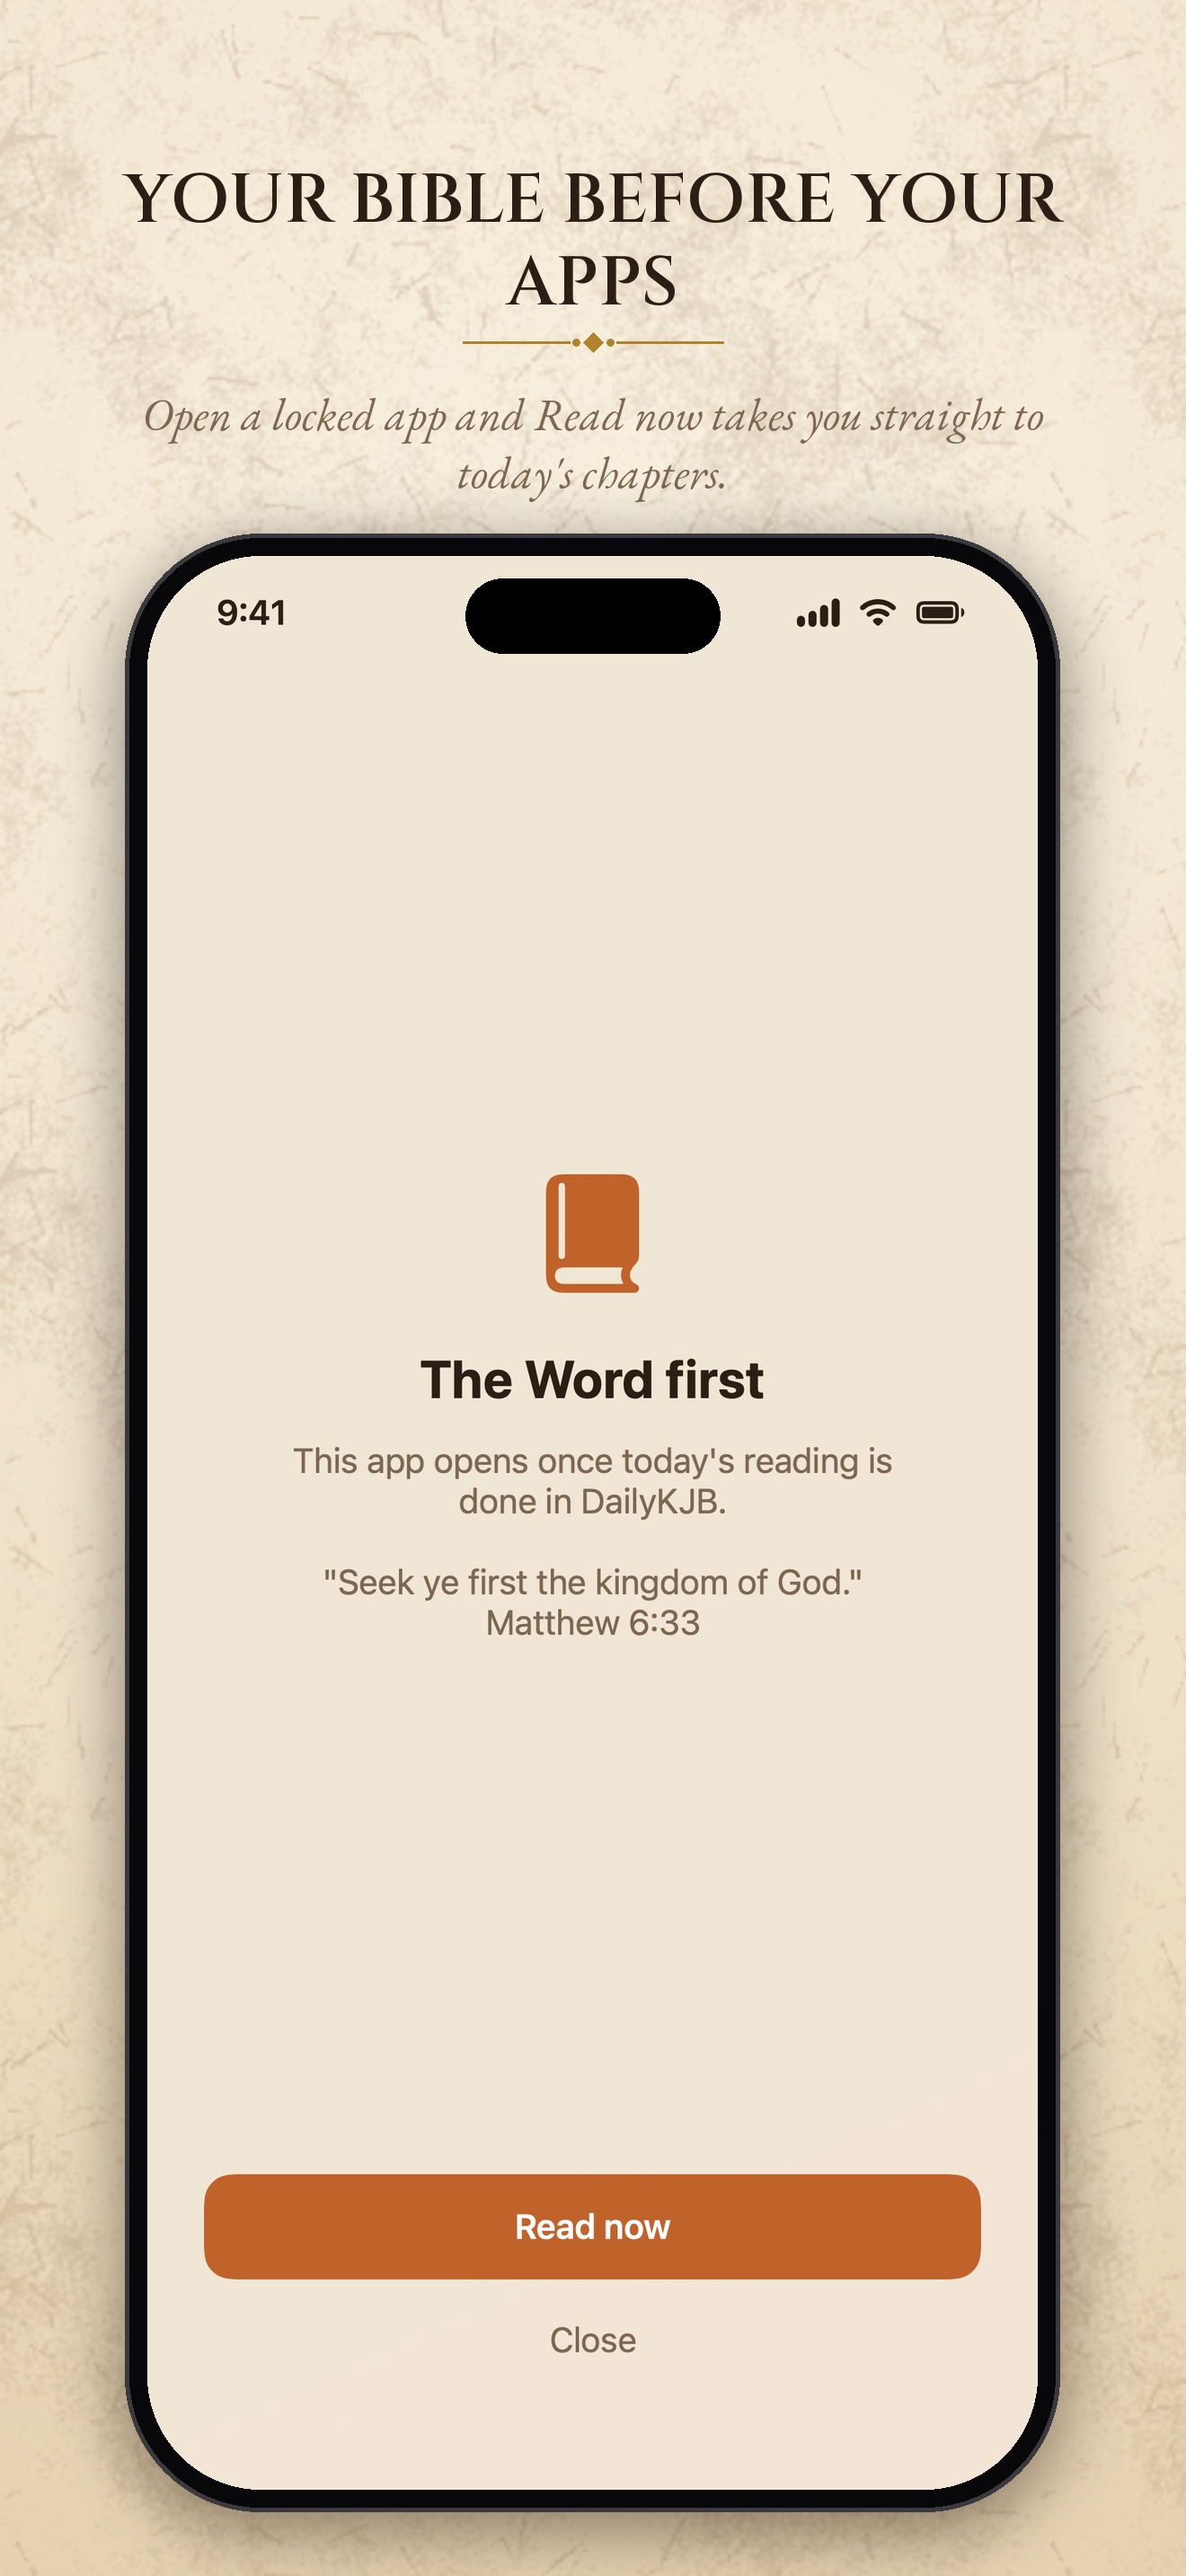 YOUR BIBLE BEFORE YOUR
APPS
Open a locked app and Read now takes you straight to
today's chapters.
9:41
The Word first
This app opens once today's reading is
done in DailyKJB.
"Seek ye first the kingdom of God."
Matthew 6:33
Read now
Close